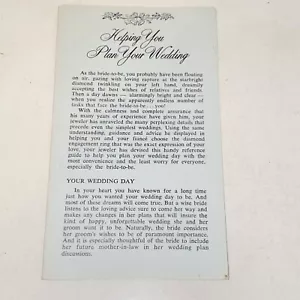 Helping You
Plan Your Wedding
As the bride-to-be, you probably have been floating
on air, gazing with loving rapture at the starbright
diamond twinkling on your left hand, dreamily
accepting the best wishes of relatives and friends.
Then a day dawns — alarmingly bright and clear —
when you realize the apparently endless number of
tasks that face the bride-to-be. . . you!
With the calmness and complete assurance that
his many years of experience have given him, your
jeweler has unraveled the many perplexing details that
precede even the simplest weddings. Using the same
understanding, guidance and advice he displayed in
helping you and your fiancé choose the diamond
engagement ring that was the exact expression of your
love, your jeweler has devised this handy reference
guide to help you plan your wedding day with the
most convenience and the least worry for everyone,
especially the bride-to-be.
YOUR WEDDING DAY
In your heart you have known for a long time
just how you want your wedding day to be. And
most of these dreams will come true. But a wise bride
listens to the loving advice sure to come her way and
makes any changes in her plans that will insure the
kind of happy, unforgettable wedding she and her
groom want it to be. Naturally, the bride considers
her groom's wishes to be of paramount importance.
And it is especially thoughtful of the bride to include
her future mother-in-law in her wedding plan
discussions.